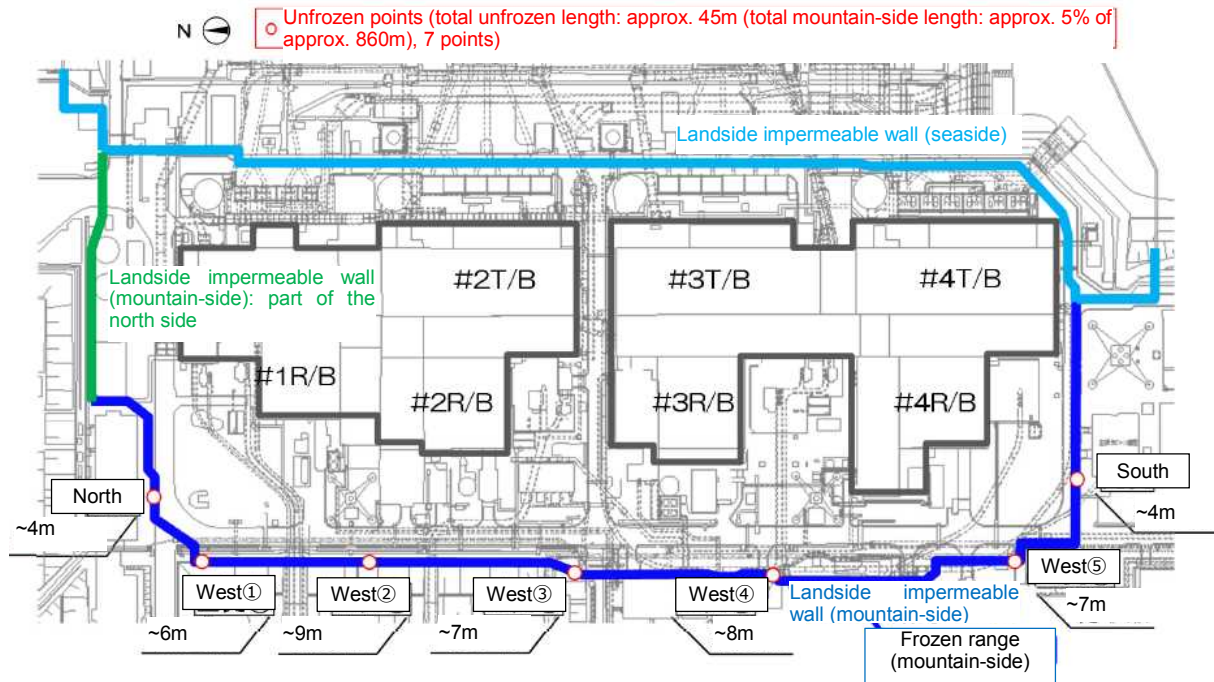 N
Unfrozen points (total unfrozen length: approx. 45m (total mountain-side length: approx. 5% of
approx. 860m), 7 points)
Landside impermeable wall (seaside)
Landside impermeable wall
(mountain-side): part of the
north side
#2T/B
#3T/B
#4T/B
#1R/B
#2R/B
#3R/B
#4R/B
North
~4m
South
~4m
West①
~6m
West②
~9m
West③
~7m
West④
~8m
West⑤
~7m
Landside impermeable
wall (mountain-side)
Frozen range
(mountain-side)